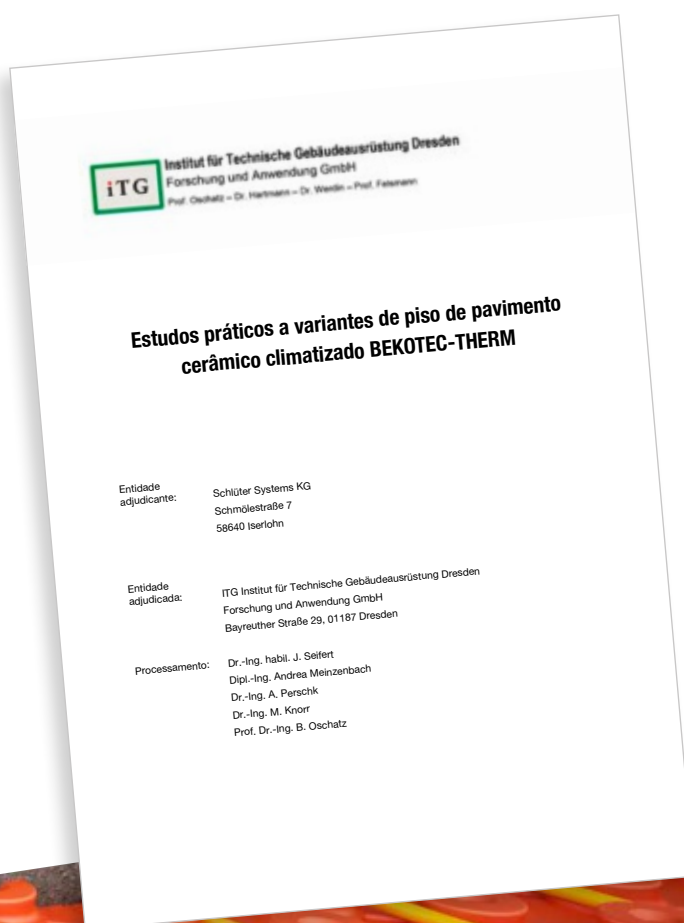 iTG
Institut für Technische Gebäudeausrüstung Dresden
Forschung und Anwendung GmbH
Prof. Oschatz – Dr. Hartmann – Dr. Werdin – Prof. Felsmann
Estudos práticos a variantes de piso de pavimento
cerâmico climatizado BEKOTEC-THERM
Entidade
adjudicante:
Schlüter Systems KG
Schmölestraße 7
58640 Iserlohn
Entidade
adjudicada:
ITG Institut für Technische Gebäudeausrüstung Dresden
Forschung und Anwendung GmbH
Bayreuther Straße 29, 01187 Dresden
Processamento:
Dr.-Ing. habil. J. Seifert
Dipl.-Ing. Andrea Meinzenbach
Dr.-Ing. A. Perschk
Dr.-Ing. M. Knorr
Prof. Dr.-Ing. B. Oschatz